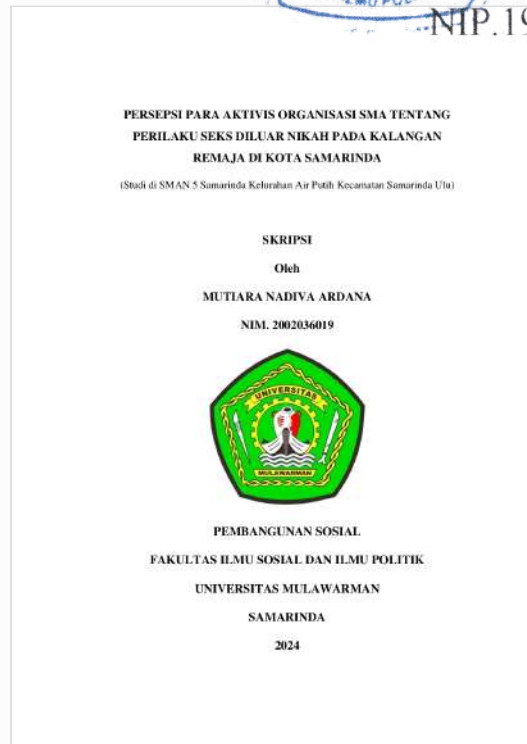 NIP.19
PERSEPSI PARA AKTIVIS ORGANISASI SMA TENTANG
PERILAKU SEKS DILUAR NIKAH PADA KALANGAN
REMAJA DI KOTA SAMARINDA
(Studi di SMAN 5 Samarinda Kelurahan Air Putih Kecamatan Samarinda Ulu)
SKRIPSI
Oleh
MUTIARA NADIVA ARDANA
NIM. 2002036019
UNIVERSITAS
MULAWARMAN
PEMBANGUNAN SOSIAL
FAKULTAS ILMU SOSIAL DAN ILMU POLITIK
UNIVERSITAS MULAWARMAN
SAMARINDA
2024